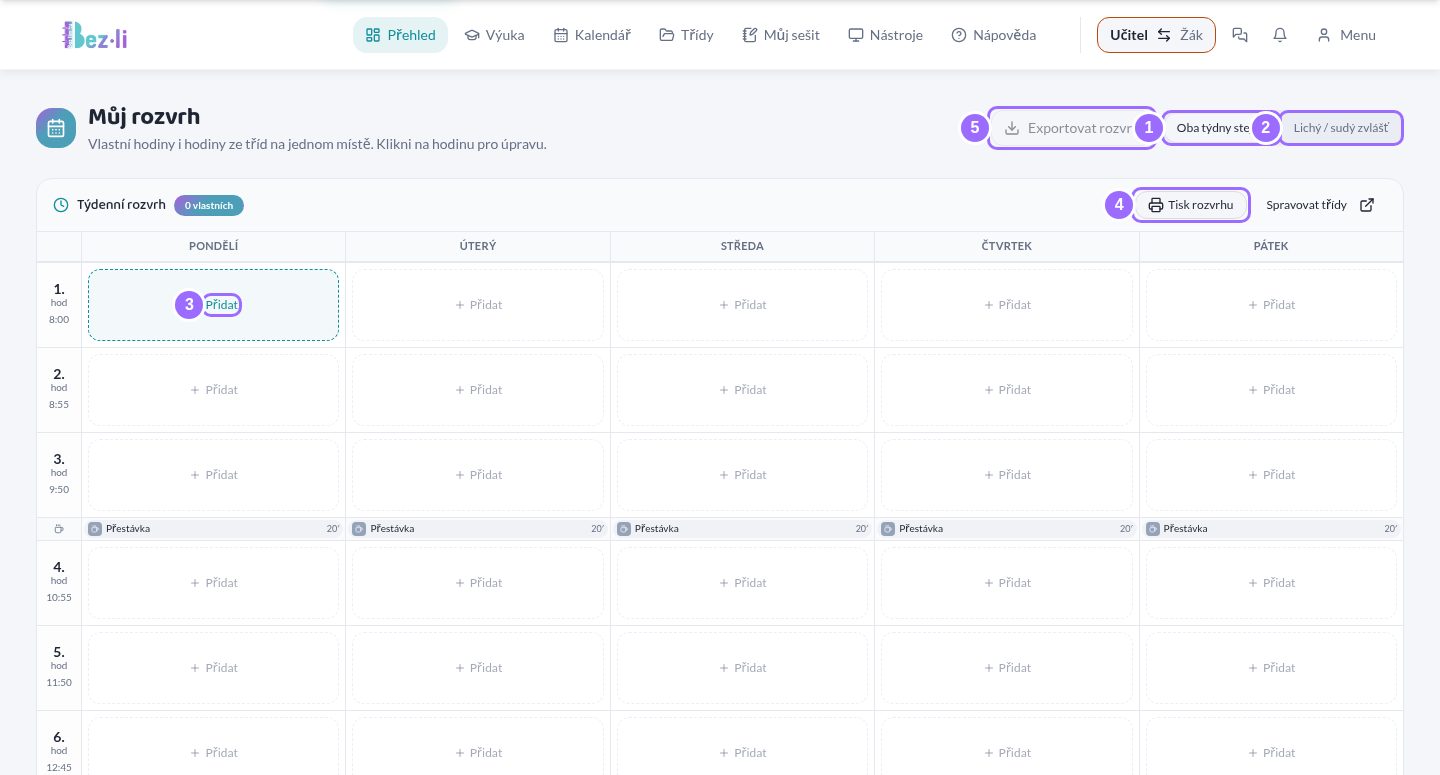 Bez·li
Přehled Výuka Kalendář Třídy Můj sešit Nástroje Nápověda Učitel Žák Menu
Můj rozvrh
Vlastní hodiny i hodiny ze tříd na jednom místě. Klikni na hodinu pro úpravu.
5 Exportovat rozvr 1 Oba týdny ste 2 Lichý / sudý zvlášť
Týdenní rozvrh 0 vlastních 4 Tisk rozvrhu Spravovat třídy
PONDĚLÍ ÚTERÝ STŘEDA ČTVRTEK PÁTEK
1.
hod
8:00
3 Přidat + Přidat + Přidat + Přidat + Přidat
2.
hod
8:55
+ Přidat + Přidat + Přidat + Přidat + Přidat
3.
hod
9:50
+ Přidat + Přidat + Přidat + Přidat + Přidat
Přestávka 20' Přestávka 20' Přestávka 20' Přestávka 20' Přestávka 20'
4.
hod
10:55
+ Přidat + Přidat + Přidat + Přidat + Přidat
5.
hod
11:50
+ Přidat + Přidat + Přidat + Přidat + Přidat
6.
hod
12:45
+ Přidat + Přidat + Přidat + Přidat + Přidat